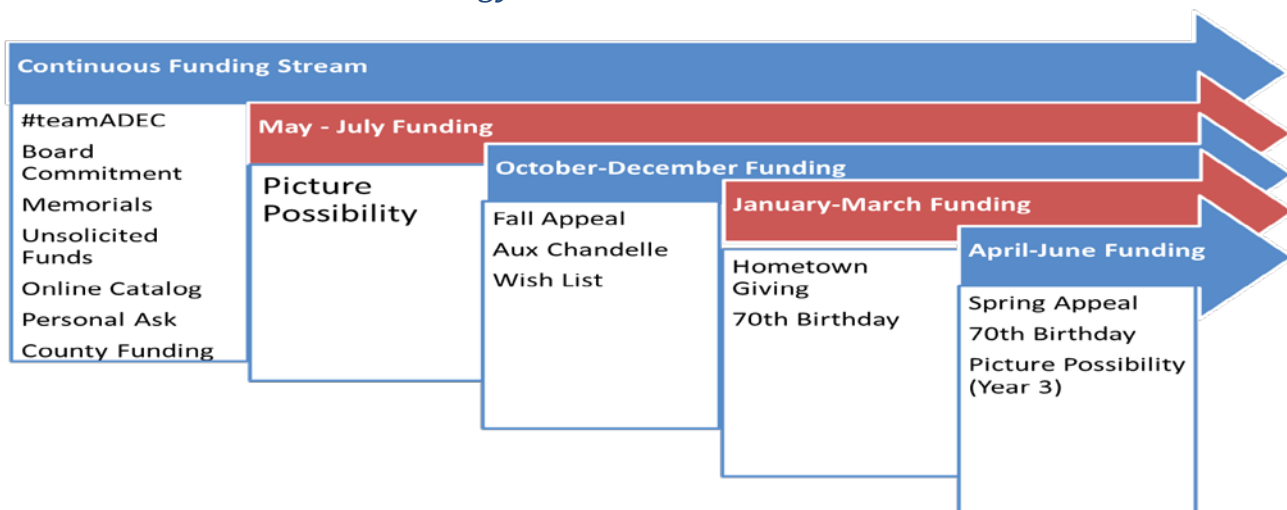 Continuous Funding Stream
#teamADEC
Board
Commitment
Memorials
Unsolicited
Funds
Online Catalog
Personal Ask
County Funding
May - July Funding
Picture
Possibility
October-December Funding
Fall Appeal
Aux Chandelle
Wish List
January-March Funding
Hometown
Giving
70th Birthday
April-June Funding
Spring Appeal
70th Birthday
Picture Possibility
(Year 3)